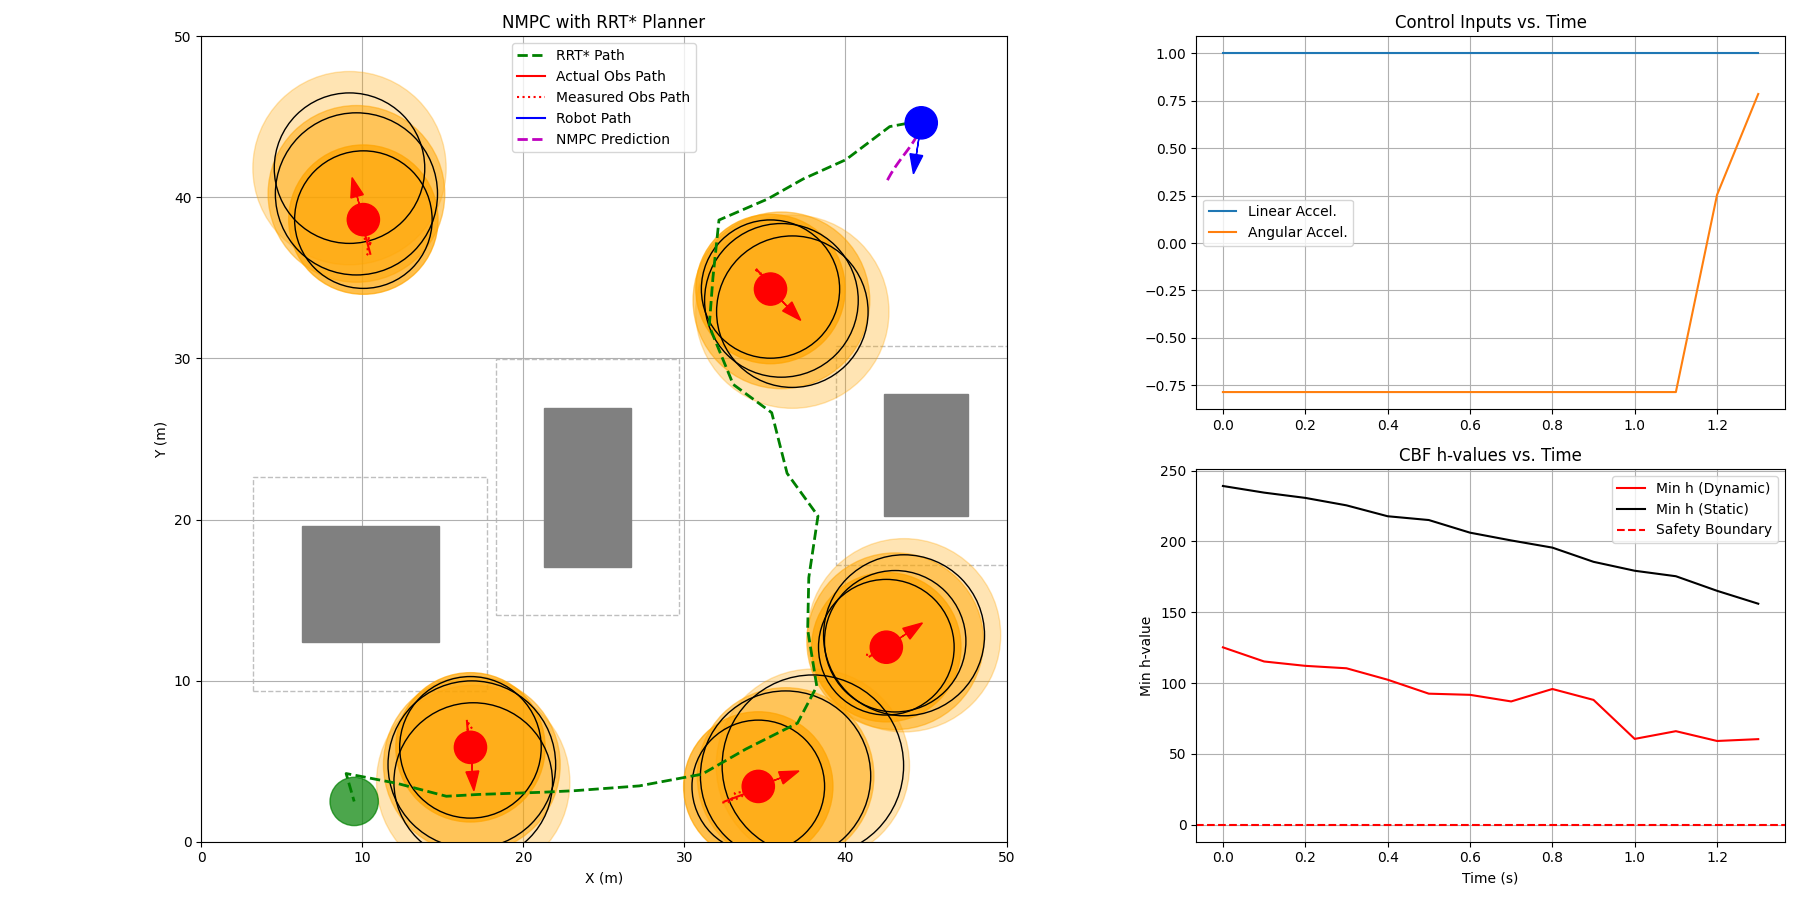 NMPC with RRT* Planner
50
40
30
20
10
0
Y (m)
RRT* Path
Actual Obs Path
Measured Obs Path
Robot Path
NMPC Prediction
0 10 20 30 40 50
X (m)
Control Inputs vs. Time
1.00
0.75
0.50
0.25
0.00
−0.25
−0.50
−0.75
Linear Accel.
Angular Accel.
0.0 0.2 0.4 0.6 0.8 1.0 1.2
CBF h-values vs. Time
250
200
150
100
50
0
Min h-value
Min h (Dynamic)
Min h (Static)
Safety Boundary
0.0 0.2 0.4 0.6 0.8 1.0 1.2
Time (s)